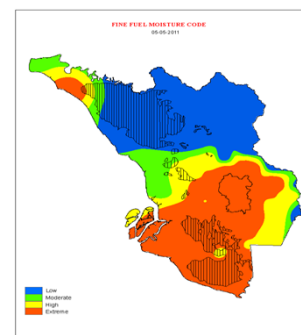 FINE FUEL MOISTURE CODE
05-05-2011
Low
Moderate
High
Extreme